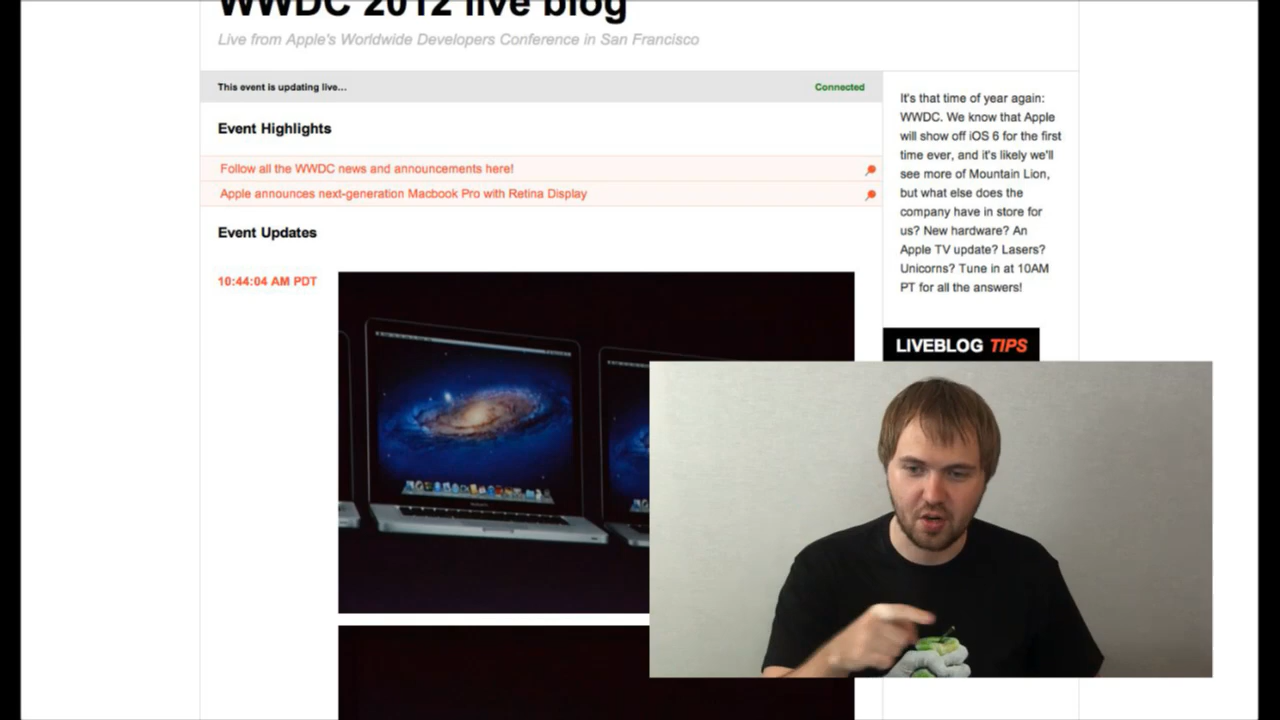 WWDC 2012 live blog
Live from Apple's Worldwide Developers Conference in San Francisco
This event is updating live...
Connected
Event Highlights
Follow all the WWDC news and announcements here!
Apple announces next-generation Macbook Pro with Retina Display
Event Updates
10:44:04 AM PDT
It's that time of year again:
WWDC. We know that Apple
will show off iOS 6 for the first
time ever, and it's likely we'll
see more of Mountain Lion,
but what else does the
company have in store for
us? New hardware? An
Apple TV update? Lasers?
Unicorns? Tune in at 10AM
PT for all the answers!
LIVEBLOG TIPS